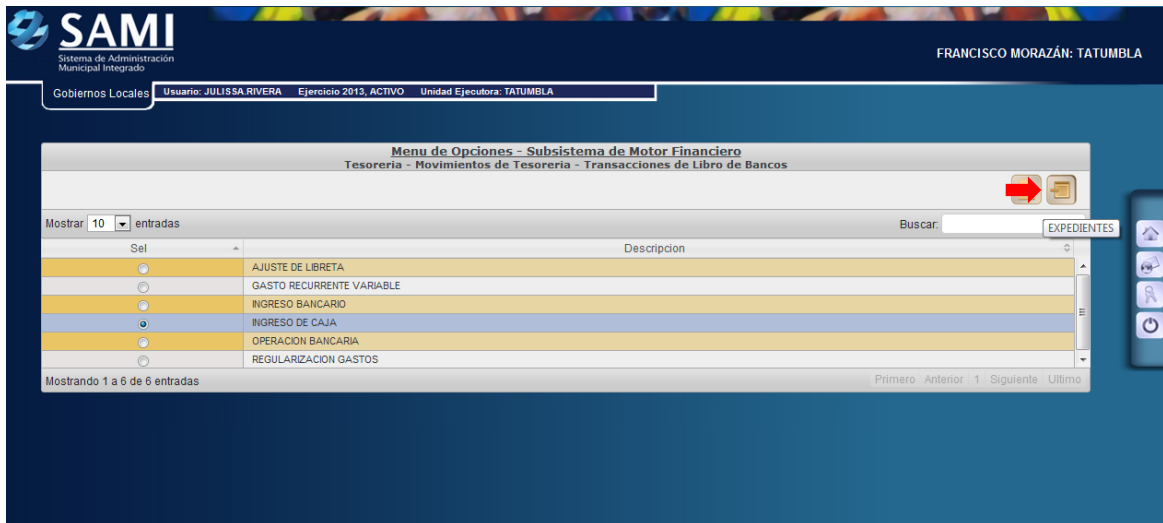 SAMI
Sistema de Administración
Municipal Integrado
FRANCISCO MORAZÁN: TATUMBLA
Gobiernos Locales
Usuario: JULISSA.RIVERA Ejercicio 2013, ACTIVO Unidad Ejecutora: TATUMBLA
Menu de Opciones - Subsistema de Motor Financiero
Tesoreria - Movimientos de Tesoreria - Transacciones de Libro de Bancos
Mostrar 10 entradas
Buscar:
EXPEDIENTES
Sel Descripcion
AJUSTE DE LIBRETA
GASTO RECURRENTE VARIABLE
INGRESO BANCARIO
INGRESO DE CAJA
OPERACION BANCARIA
REGULARIZACION GASTOS
Mostrando 1 a 6 de 6 entradas
Primero Anterior 1 Siguiente Ultimo